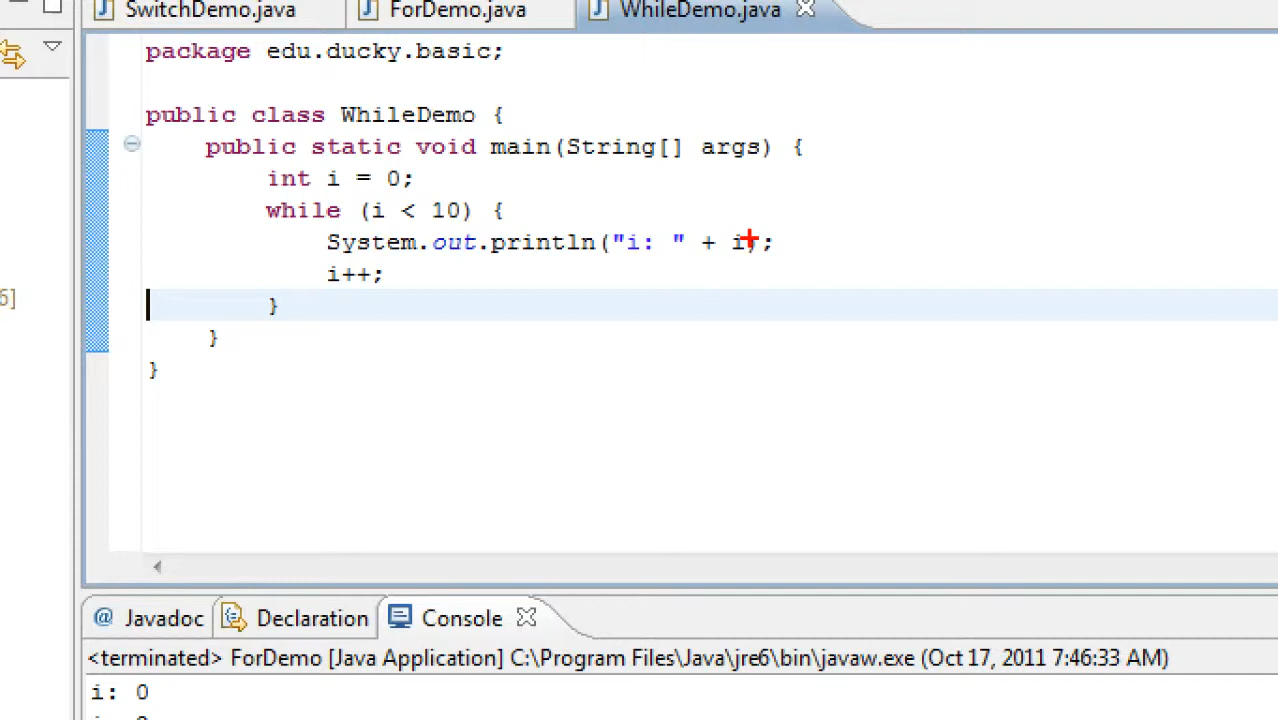 SwitchDemo.java ForDemo.java WhileDemo.java
package edu.ducky.basic;
public class WhileDemo {
public static void main(String[] args) {
int i = 0;
while (i < 10) {
System.out.println("i: " + i);
i++;
}
}
}
6]
@ Javadoc Declaration Console
<terminated> ForDemo [Java Application] C:\Program Files\Java\jre6\bin\javaw.exe (Oct 17, 2011 7:46:33 AM)
i: 0